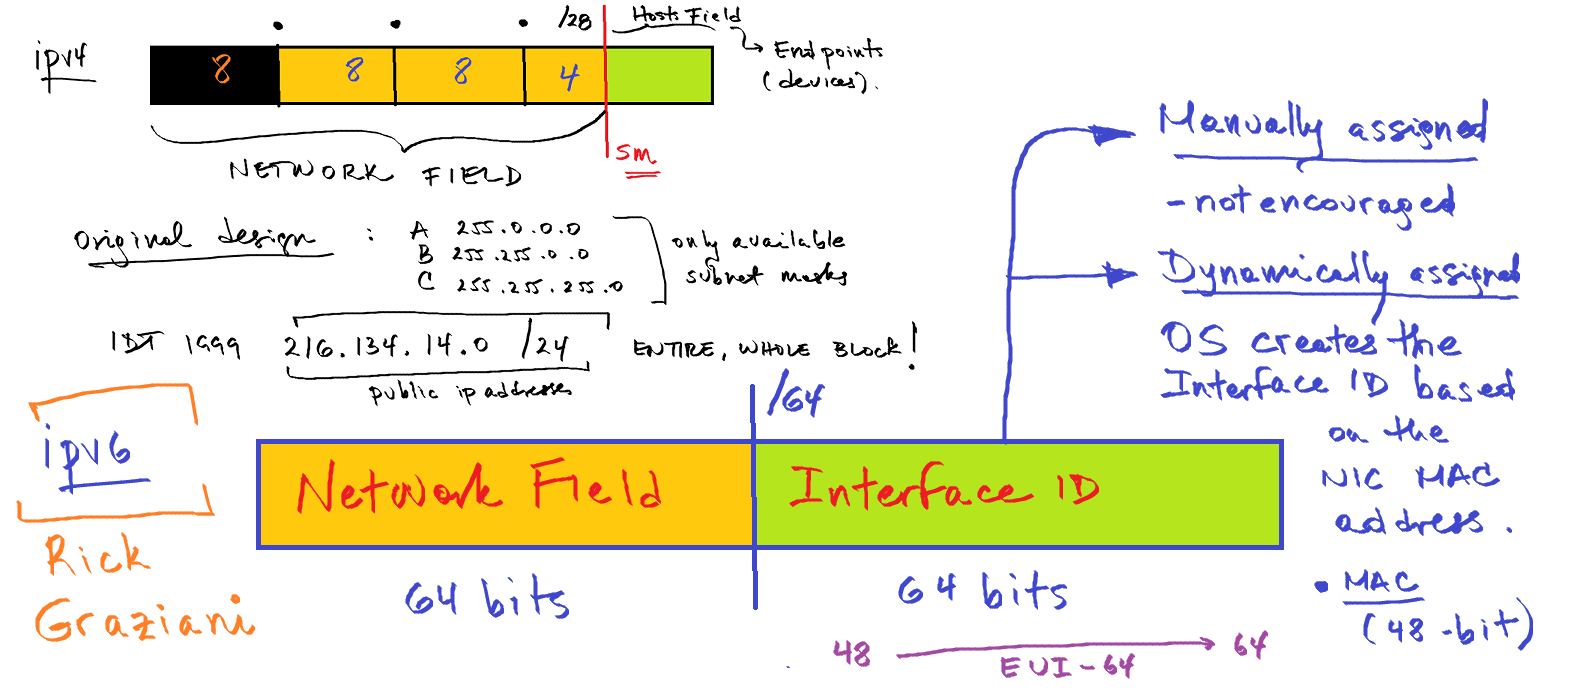 ipv4
/28
Hosts Field
8 8 8 4
End points
(devices).
NETWORK FIELD
sm
Original design :
A 255.0.0.0
B 255.255.0.0
C 255.255.255.0
only available
subnet masks
IDT 1999 216.134.14.0 /24 ENTIRE, WHOLE BLOCK!
public ip addresses
ipv6
Rick
Graziani
/64
Network Field
Interface ID
64 bits
64 bits
48 EUI-64 64
Manually assigned
- not encouraged
Dynamically assigned
OS creates the
Interface ID based
on the
NIC MAC
address.
• MAC
(48-bit)